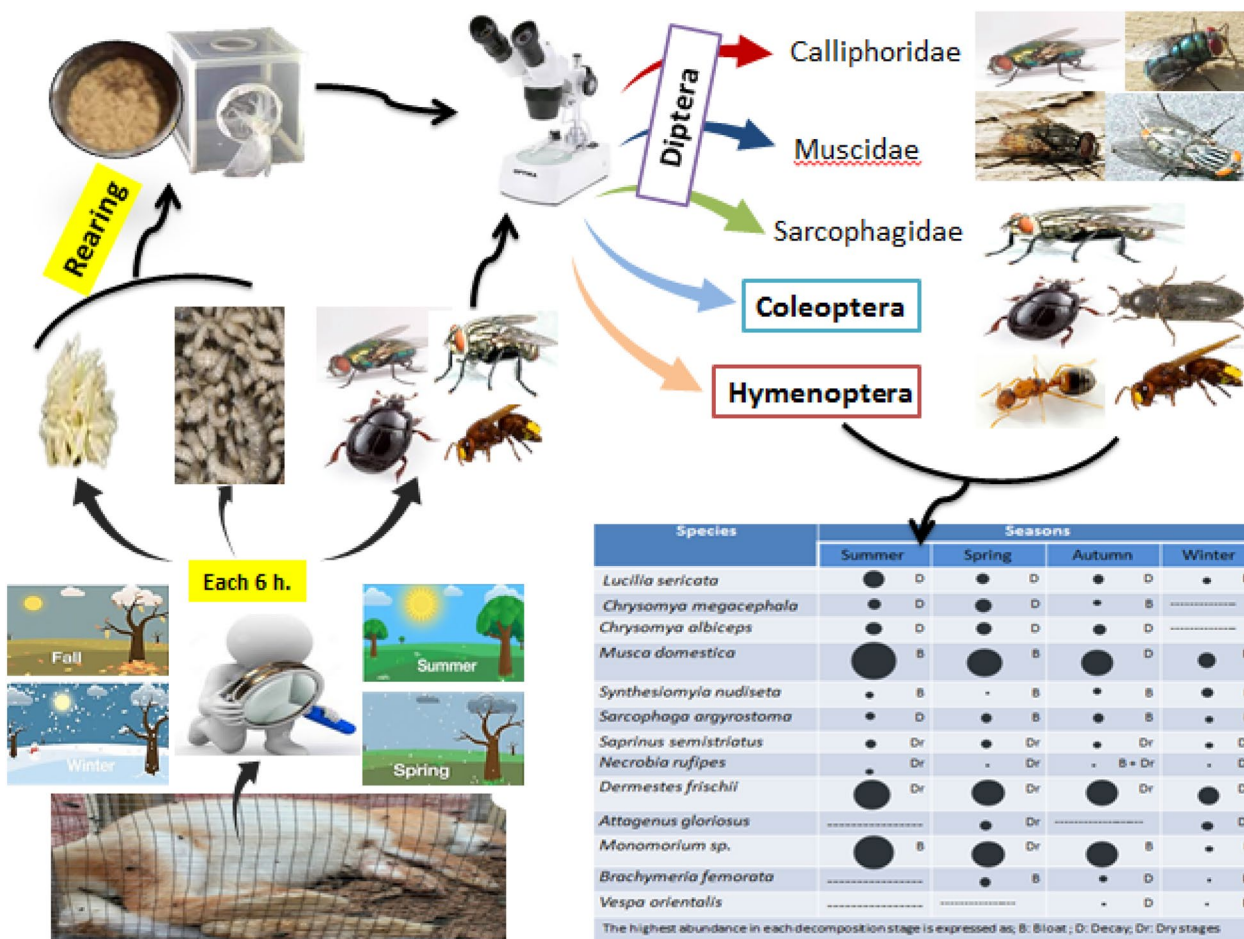 Calliphoridae
Diptera
Muscidae
OPTIKA
Rearing
Sarcophagidae
Coleoptera
Hymenoptera
Each 6 h.
Fall
Summer
Winter
Spring
Species Seasons
Summer Spring Autumn Winter
Lucilia sericata D D D
Chrysomya megacephala D D B ---------------
Chrysomya albiceps D D D ---------------
Musca domestica B B D
Synthesiomyia nudiseta B B B
Sarcophaga argyrostoma D B B
Saprinus semistriatus Dr Dr Dr
Necrobia rufipes Dr Dr B + Dr
Dermestes frischii Dr Dr Dr
Attagenus gloriosus ---------------- Dr ---------------
Monomorium sp. B Dr B
Brachymeria femorata ---------------- B D
Vespa orientalis ---------------- ------------- D
The highest abundance in each decomposition stage is expressed as; B: Bloat ; D: Decay; Dr: Dry stages